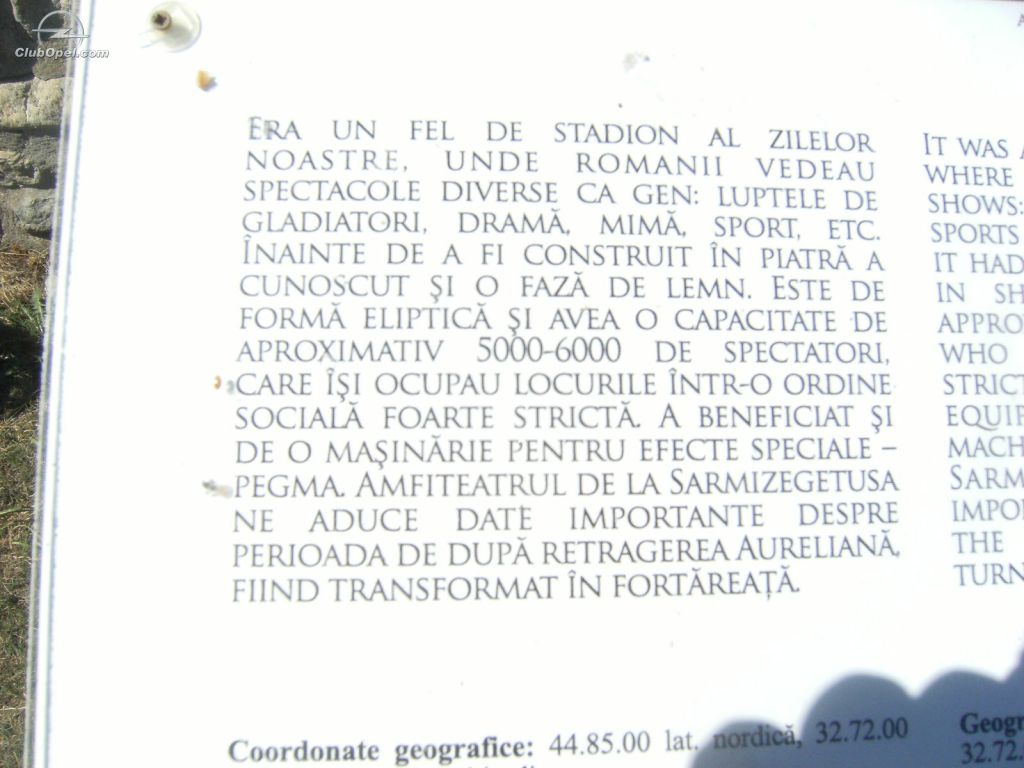 ClubOpel.com
ERA UN FEL DE STADION AL ZILELOR
NOASTRE, UNDE ROMANII VEDEAU
SPECTACOLE DIVERSE CA GEN: LUPTELE DE
GLADIATORI, DRAMĂ, MIMĂ, SPORT, ETC.
ÎNAINTE DE A FI CONSTRUIT ÎN PIATRĂ A
CUNOSCUT ŞI O FAZĂ DE LEMN. ESTE DE
FORMĂ ELIPTICĂ ŞI AVEA O CAPACITATE DE
APROXIMATIV 5000-6000 DE SPECTATORI,
CARE ÎŞI OCUPAU LOCURILE ÎNTR-O ORDINE
SOCIALĂ FOARTE STRICTĂ. A BENEFICIAT ŞI
DE O MAŞINĂRIE PENTRU EFECTE SPECIALE –
PEGMA. AMFITEATRUL DE LA SARMIZEGETUSA
NE ADUCE DATE IMPORTANTE DESPRE
PERIOADA DE DUPĂ RETRAGEREA AURELIANĂ,
FIIND TRANSFORMAT ÎN FORTĂREAŢĂ.
IT WAS
WHERE
SHOWS:
SPORTS
IT HAD
IN SH
APPRO
WHO
STRICT
EQUIP
MACH
SARM
IMPO
THE
TURN
Coordonate geografice: 44.85.00 lat. nordică, 32.72.00
Geogr
32.72.